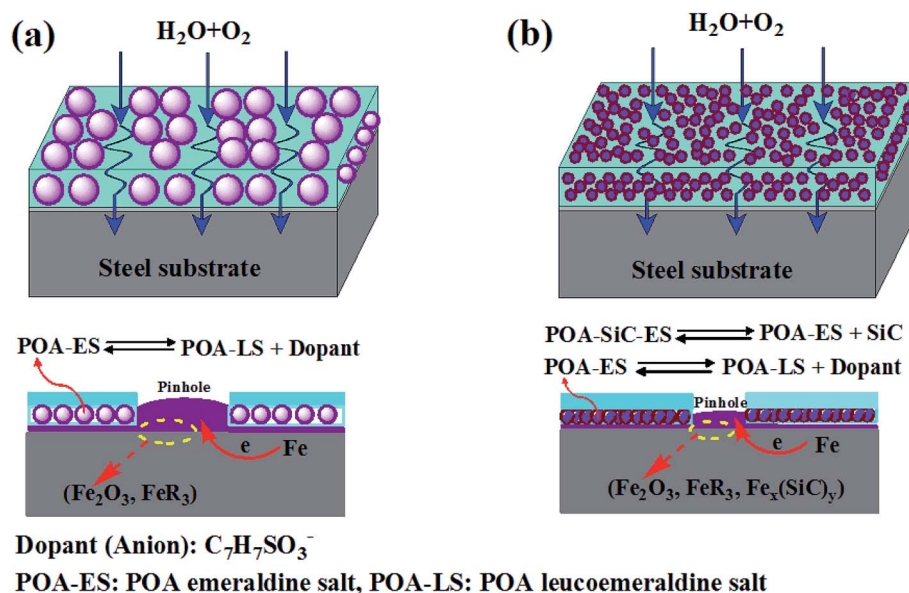 (a)
H₂O+O₂
Steel substrate
POA-ES ⇌ POA-LS + Dopant
Pinhole
e
Fe
(Fe₂O₃, FeR₃)
(b)
H₂O+O₂
Steel substrate
POA-SiC-ES ⇌ POA-ES + SiC
POA-ES ⇌ POA-LS + Dopant
Pinhole
e
Fe
(Fe₂O₃, FeR₃, Feₓ(SiC)ᵧ)
Dopant (Anion): C₇H₇SO₃⁻
POA-ES: POA emeraldine salt, POA-LS: POA leucoemeraldine salt